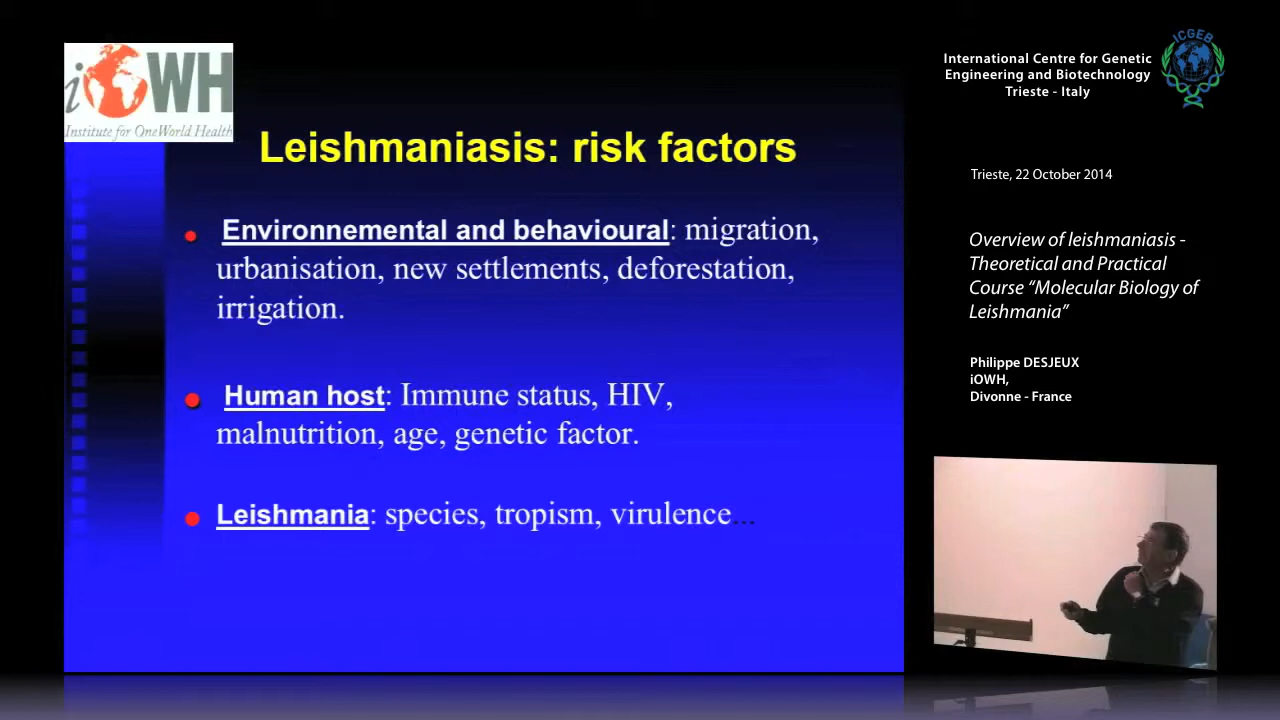 iOWH
Institute for OneWorld Health
Leishmaniasis: risk factors
• Environnemental and behavioural: migration,
urbanisation, new settlements, deforestation,
irrigation.
• Human host: Immune status, HIV,
malnutrition, age, genetic factor.
• Leishmania: species, tropism, virulence...
International Centre for Genetic
Engineering and Biotechnology
Trieste - Italy
ICGEB
Trieste, 22 October 2014
Overview of leishmaniasis -
Theoretical and Practical
Course “Molecular Biology of
Leishmania”
Philippe DESJEUX
iOWH,
Divonne - France